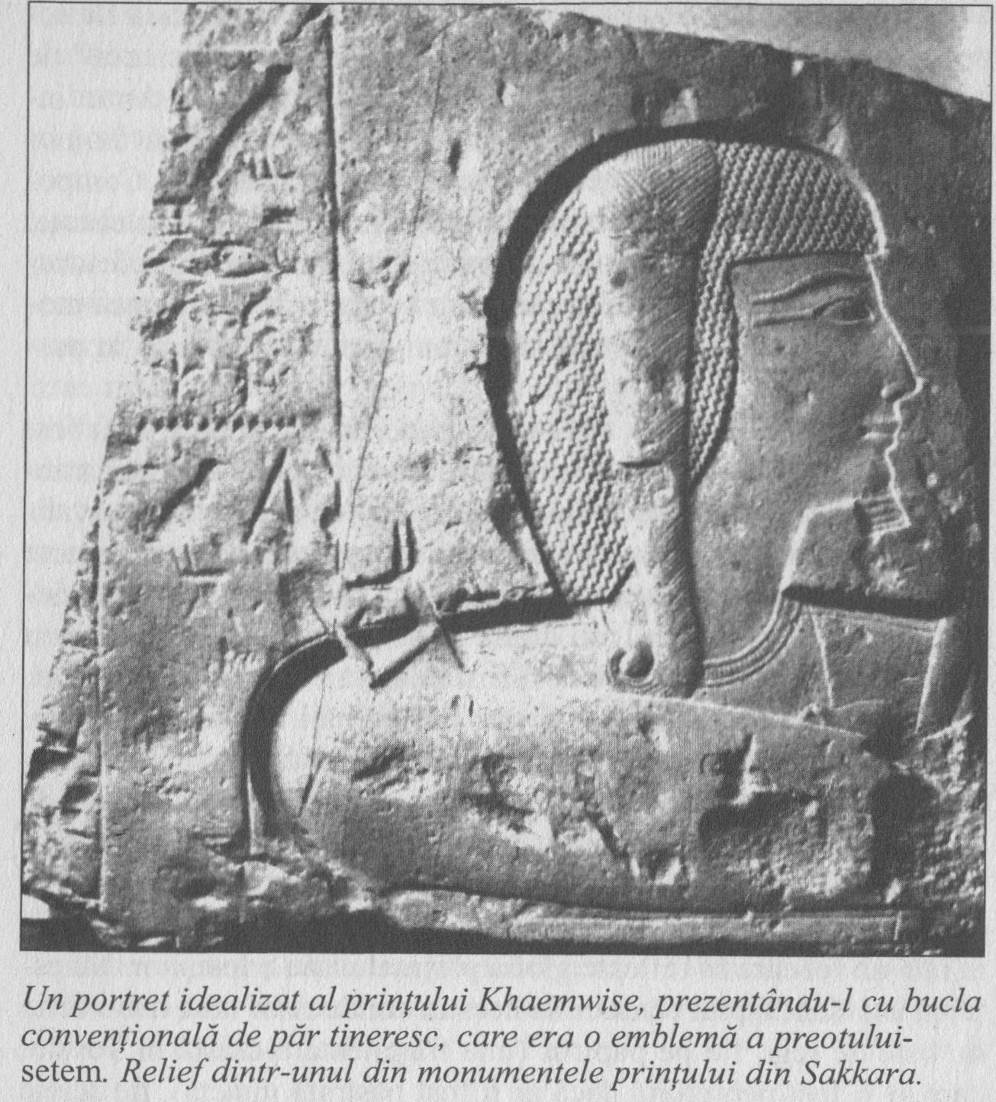 Un portret idealizat al prințului Khaemwise, prezentându-l cu bucla
convențională de păr tineresc, care era o emblemă a preotului-
setem. Relief dintr-unul din monumentele prințului din Sakkara.